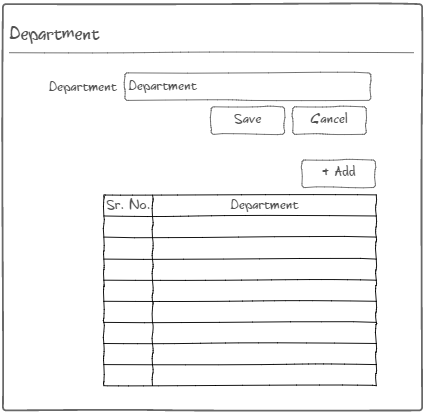 Department
Department Department
Save Cancel
+ Add
Sr. No. Department